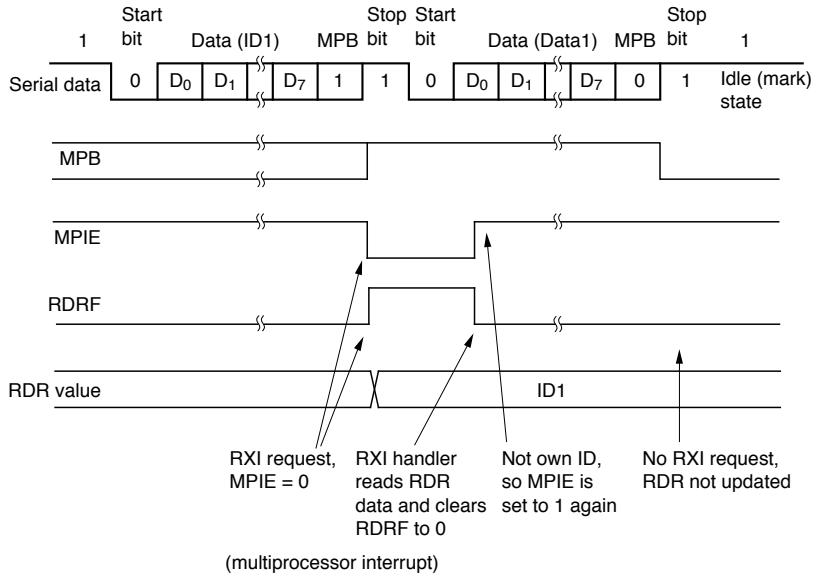 Start Stop Start Stop
1 bit Data (ID1) MPB bit bit Data (Data1) MPB bit 1
Serial data 0 D0 D1 D7 1 1 0 D0 D1 D7 0 1 Idle (mark)
state
MPB
MPIE
RDRF
RDR value ID1
RXI request,
MPIE = 0
RXI handler
reads RDR
data and clears
RDRF to 0
Not own ID,
so MPIE is
set to 1 again
No RXI request,
RDR not updated
(multiprocessor interrupt)